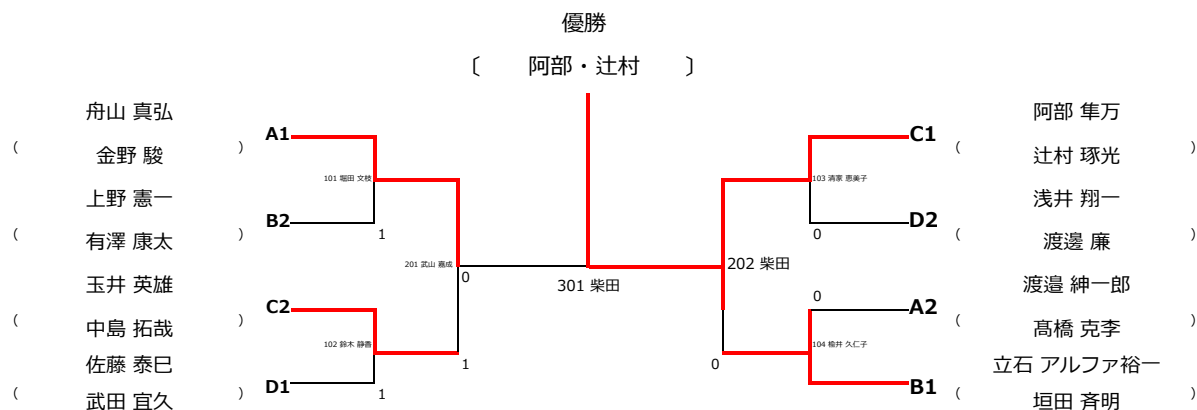 優勝
〔 阿部・辻村 〕
舟山 真弘
A1
( 金野 駿 )
101 堀田 文枝
上野 憲一
B2
( 有澤 康太 )
1
201 武山 嘉成
0
玉井 英雄
C2
( 中島 拓哉 )
102 鈴木 静香
1
佐藤 泰巳
D1
( 武田 宜久 )
1
301 柴田
阿部 隼万
C1
( 辻村 琢光 )
103 清家 恵美子
浅井 翔一
D2
( 渡邉 廉 )
0
202 柴田
渡邉 紳一郎
0
A2
( 髙橋 克李 )
104 楡井 久仁子
0
立石 アルファ裕一
B1
( 垣田 斉明 )